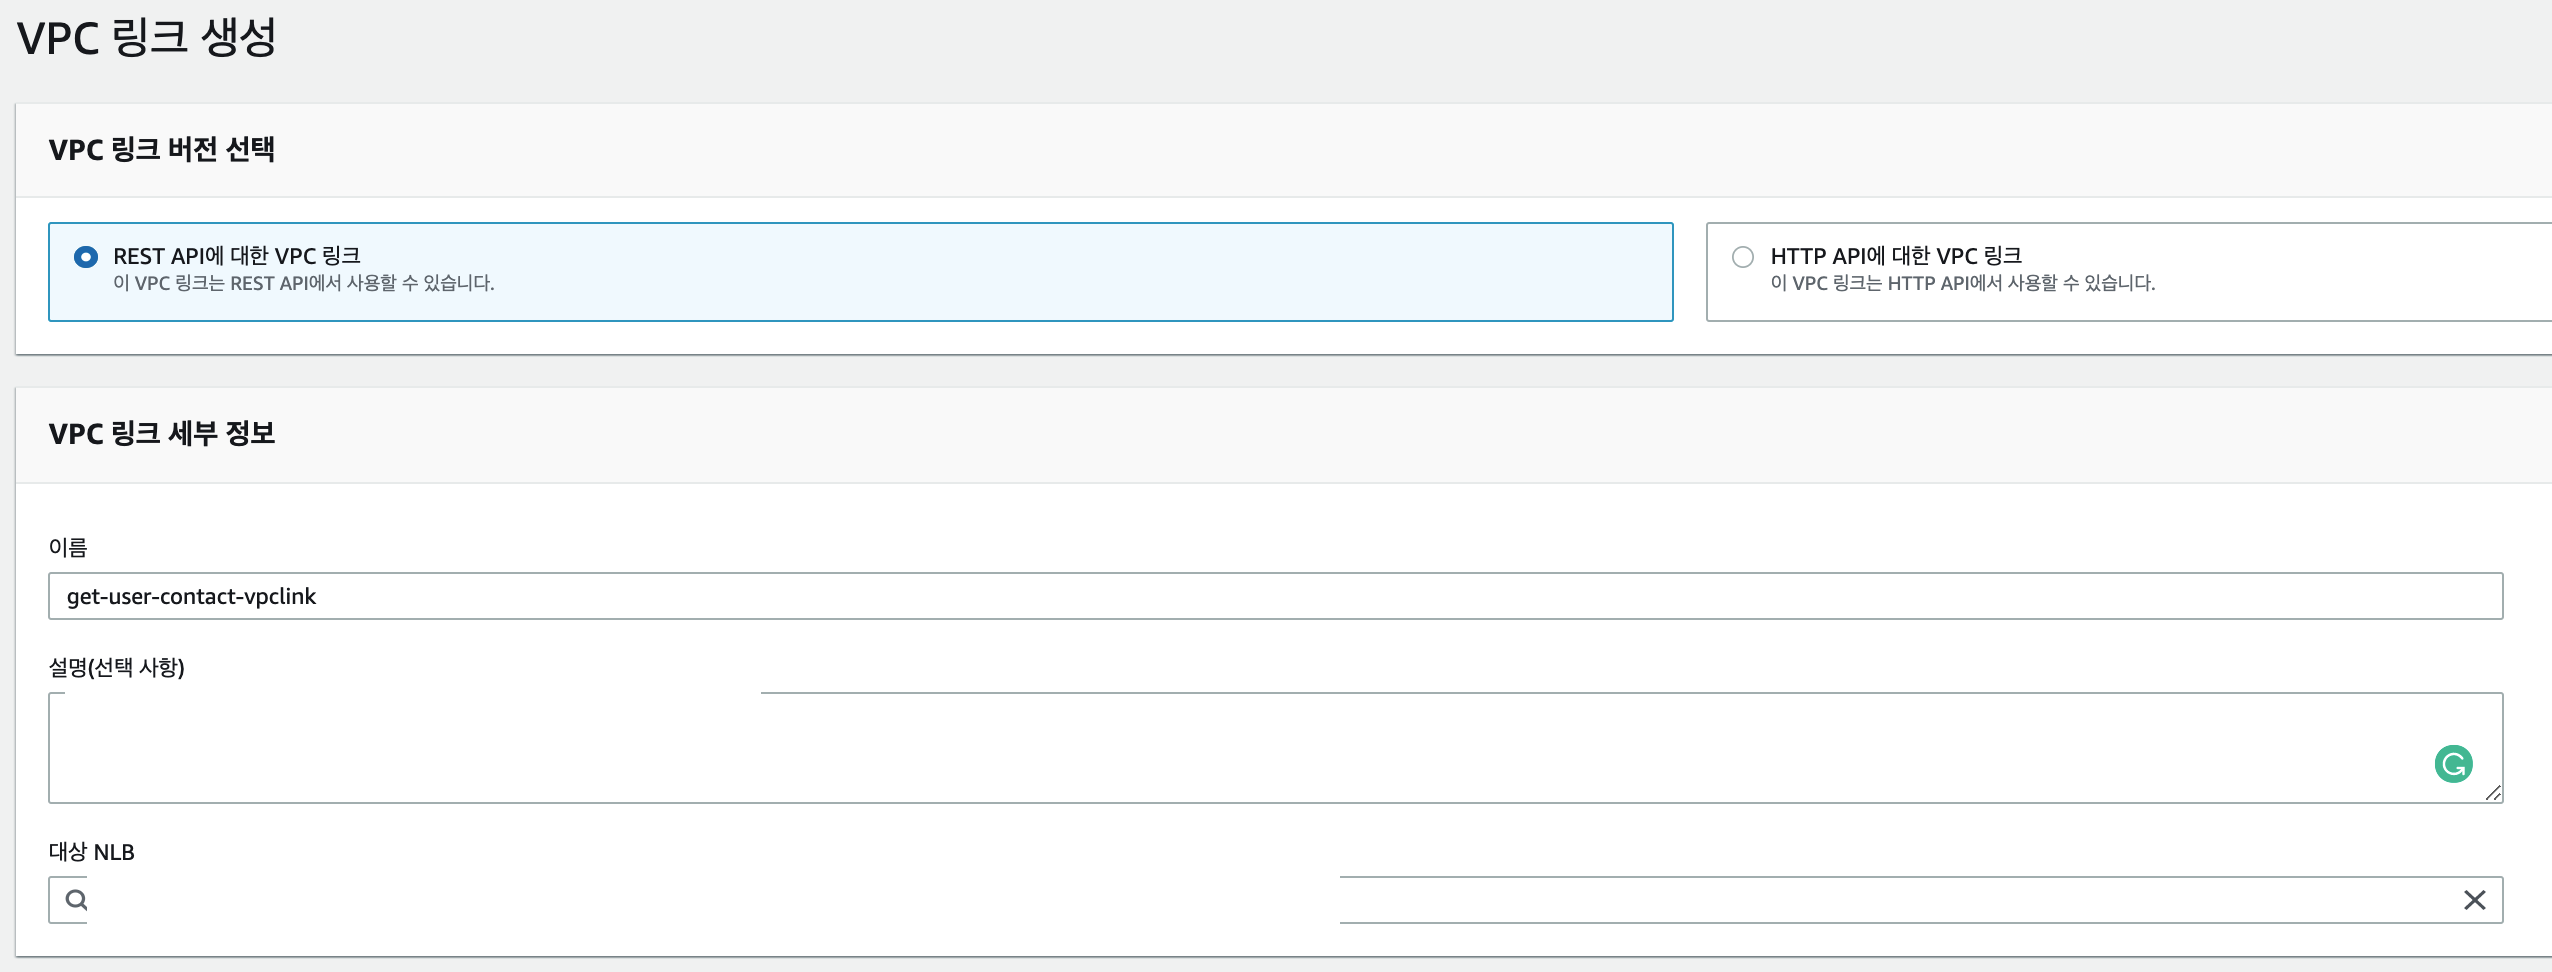 VPC 링크 생성
VPC 링크 버전 선택
REST API에 대한 VPC 링크
이 VPC 링크는 REST API에서 사용할 수 있습니다.
HTTP API에 대한 VPC 링크
이 VPC 링크는 HTTP API에서 사용할 수 있습니다.
VPC 링크 세부 정보
이름
get-user-contact-vpclink
설명(선택 사항)
대상 NLB